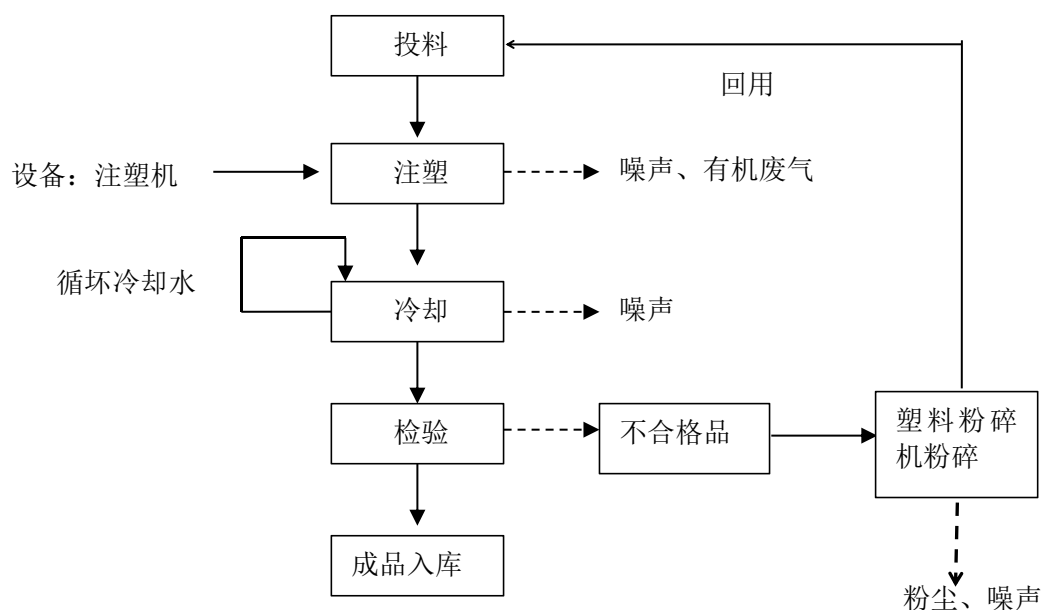 投料
回用
设备：注塑机
注塑
噪声、有机废气
循坏冷却水
冷却
噪声
检验
不合格品
塑料粉碎
机粉碎
成品入库
粉尘、噪声